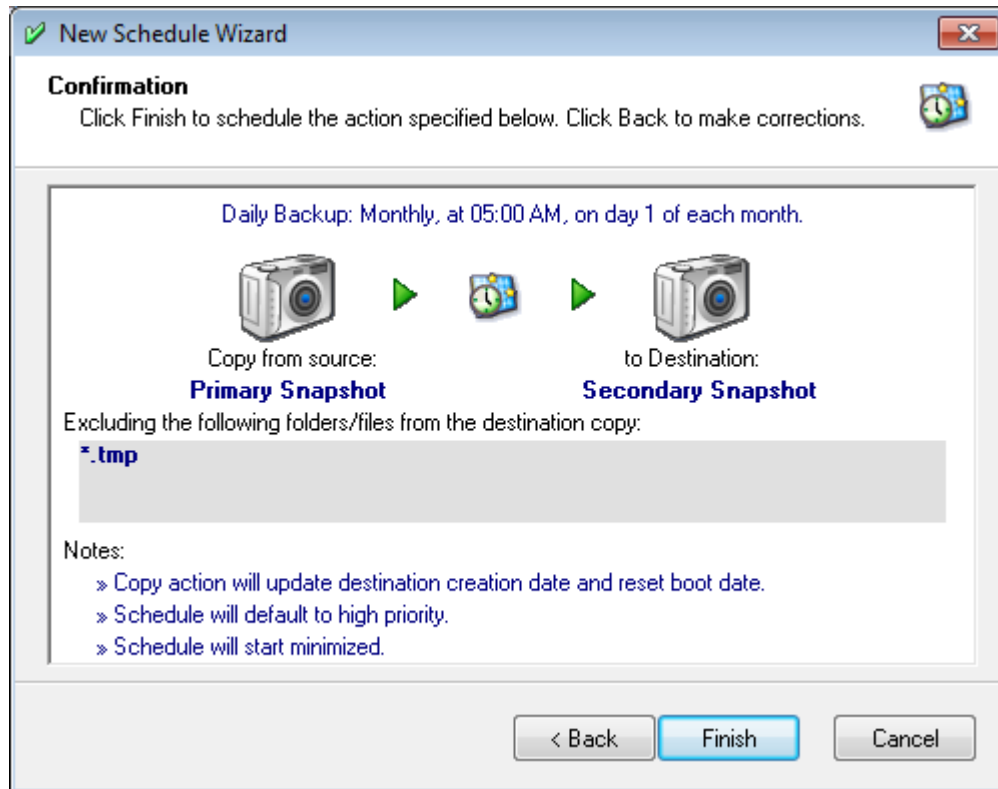 New Schedule Wizard
Confirmation
Click Finish to schedule the action specified below. Click Back to make corrections.
Daily Backup: Monthly, at 05:00 AM, on day 1 of each month.
Copy from source:
to Destination:
Primary Snapshot
Secondary Snapshot
Excluding the following folders/files from the destination copy:
*.tmp
Notes:
» Copy action will update destination creation date and reset boot date.
» Schedule will default to high priority.
» Schedule will start minimized.
< Back
Finish
Cancel